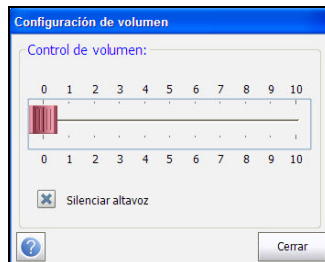 Configuración de volumen
Control de volumen:
0 1 2 3 4 5 6 7 8 9 10
0 1 2 3 4 5 6 7 8 9 10
Silenciar altavoz
?
Cerrar